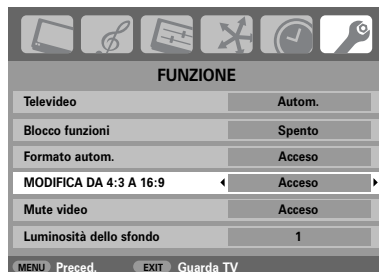 FUNZIONE
Televideo Autom.
Blocco funzioni Spento
Formato autom. Acceso
MODIFICA DA 4:3 A 16:9 Acceso
Mute video Acceso
Luminosità dello sfondo 1
MENU Preced. EXIT Guarda TV